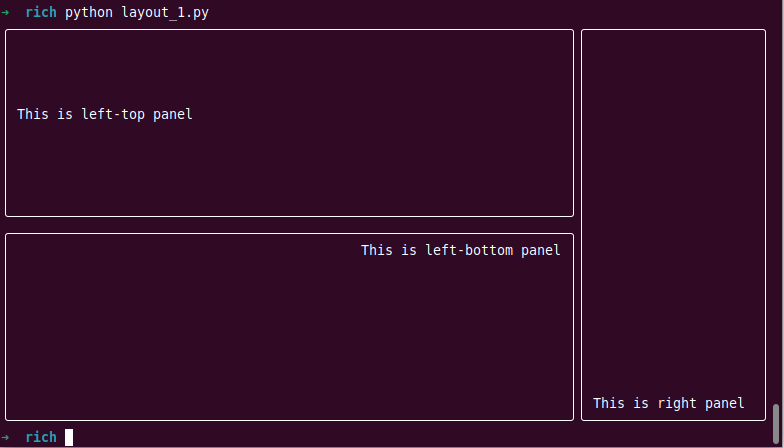 ➜ rich python layout_1.py
This is left-top panel
This is left-bottom panel
This is right panel
➜ rich